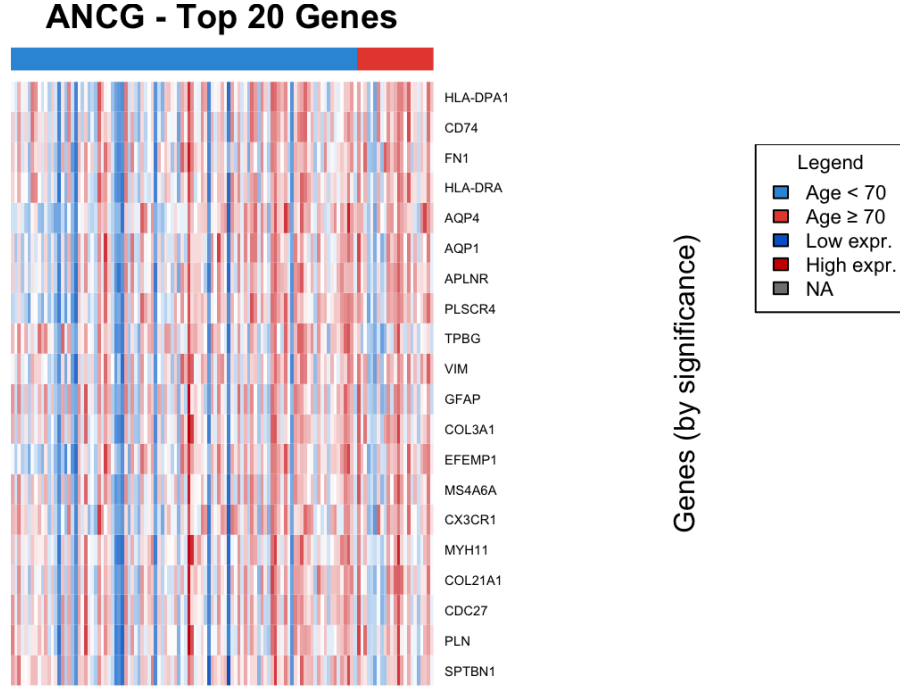 ANCG - Top 20 Genes
HLA-DPA1
CD74
FN1
HLA-DRA
AQP4
AQP1
APLNR
PLSCR4
TPBG
VIM
GFAP
COL3A1
EFEMP1
MS4A6A
CX3CR1
MYH11
COL21A1
CDC27
PLN
SPTBN1
Genes (by significance)
Legend
Age < 70
Age ≥ 70
Low expr.
High expr.
NA